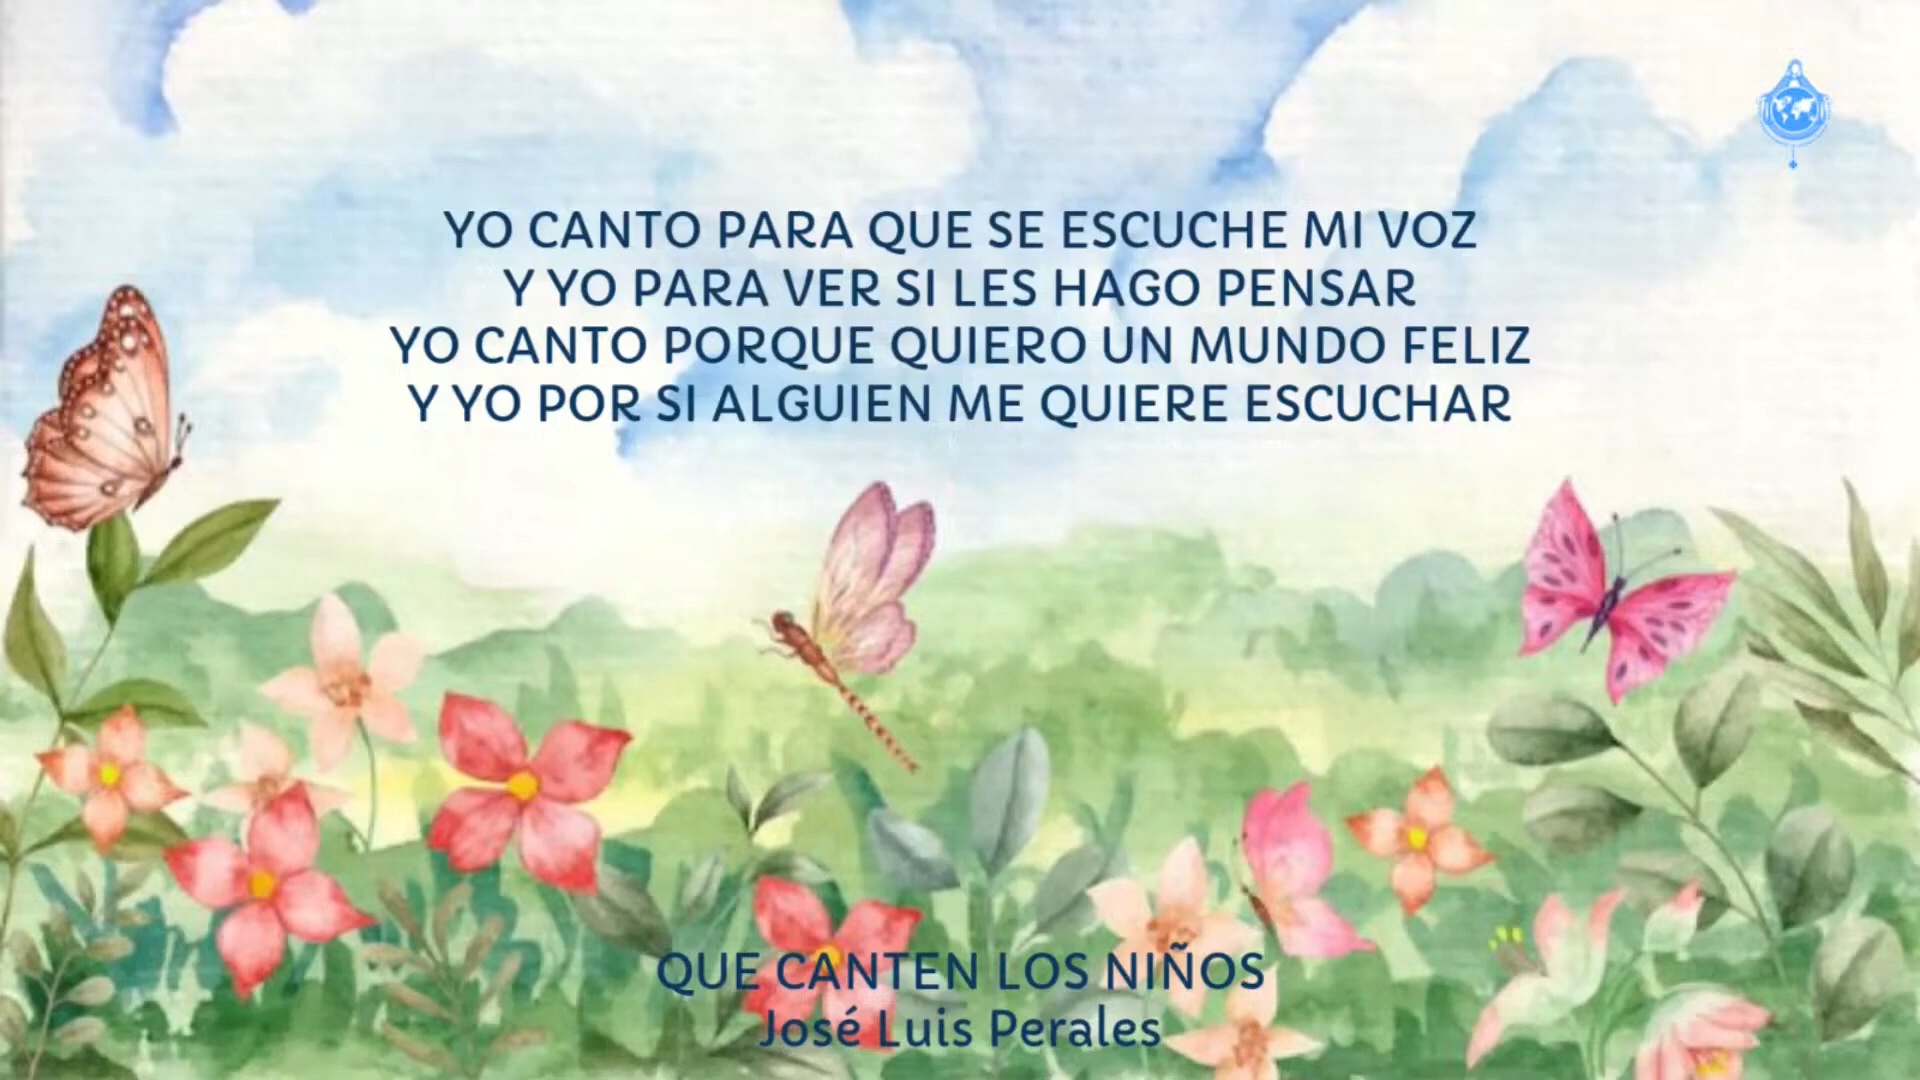 YO CANTO PARA QUE SE ESCUCHE MI VOZ
Y YO PARA VER SI LES HAGO PENSAR
YO CANTO PORQUE QUIERO UN MUNDO FELIZ
Y YO POR SI ALGUIEN ME QUIERE ESCUCHAR
QUE CANTEN LOS NIÑOS
José Luis Perales